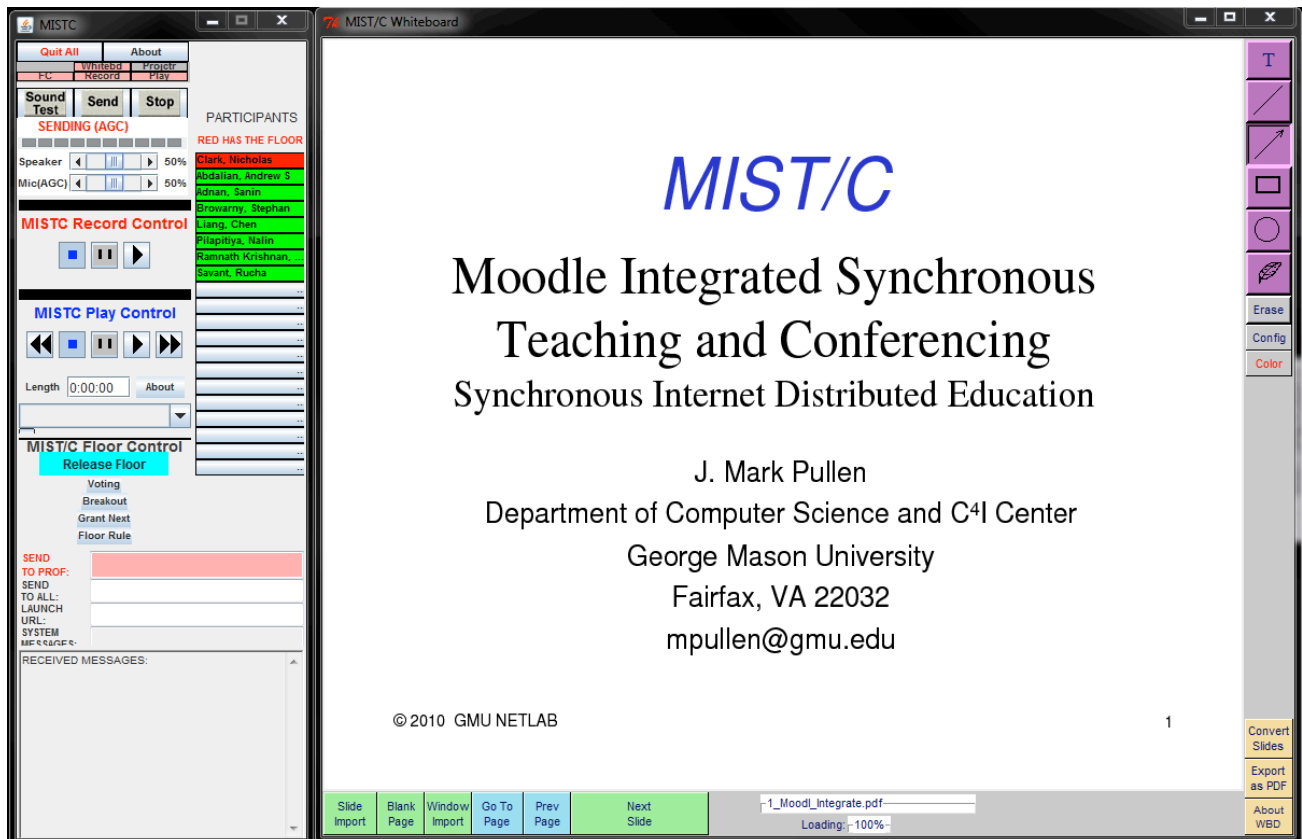 MISTC
Quit All About
Whitebd Projctr
FC Record Play
Sound Test Send Stop
SENDING (AGC)
Speaker 50%
Mic(AGC) 50%
MISTC Record Control
MISTC Play Control
Length 0:00:00 About
MIST/C Floor Control
Release Floor
Voting
Breakout
Grant Next
Floor Rule
SEND
TO PROF:
SEND
TO ALL:
LAUNCH
URL:
SYSTEM
MESSAGES:
RECEIVED MESSAGES:
PARTICIPANTS
RED HAS THE FLOOR
Clark, Nicholas
Abdalian, Andrew S
Adnan, Sanin
Browarny, Stephan
Liang, Chen
Pilapitiya, Nalin
Ramnath Krishnan, ...
Savant, Rucha
...
...
...
...
...
...
...
...
...
...
...
...
MIST/C Whiteboard
MIST/C
Moodle Integrated Synchronous
Teaching and Conferencing
Synchronous Internet Distributed Education
J. Mark Pullen
Department of Computer Science and C4I Center
George Mason University
Fairfax, VA 22032
mpullen@gmu.edu
© 2010 GMU NETLAB 1
T
Erase
Config
Color
Convert
Slides
Export
as PDF
About
WBD
Slide Import
Blank Page
Window Import
Go To Page
Prev Page
Next Slide
1_Moodl_Integrate.pdf
Loading: 100%